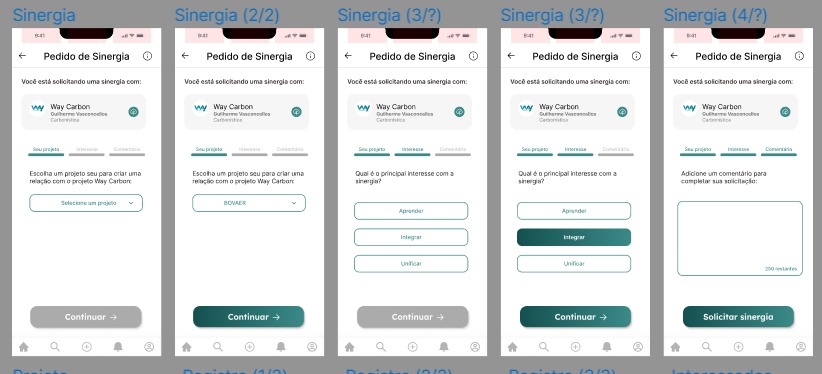 Sinergia
9:41
Pedido de Sinergia
Você está solicitando uma sinergia com:
way
Way Carbon
Guilherme Vasconcellos
Carbonística
Seu projeto Interesse Comentário
Escolha um projeto seu para criar uma
relação com o projeto Way Carbon:
Selecione um projeto
Continuar →
Sinergia (2/2)
9:41
Pedido de Sinergia
Você está solicitando uma sinergia com:
way
Way Carbon
Guilherme Vasconcellos
Carbonística
Seu projeto Interesse Comentário
Escolha um projeto seu para criar uma
relação com o projeto Way Carbon:
BOVAER
Continuar →
Sinergia (3/?)
9:41
Pedido de Sinergia
Você está solicitando uma sinergia com:
way
Way Carbon
Guilherme Vasconcellos
Carbonística
Seu projeto Interesse Comentário
Qual é o principal interesse com a
sinergia?
Aprender
Integrar
Unificar
Continuar →
Sinergia (3/?)
9:41
Pedido de Sinergia
Você está solicitando uma sinergia com:
way
Way Carbon
Guilherme Vasconcellos
Carbonística
Seu projeto Interesse Comentário
Qual é o principal interesse com a
sinergia?
Aprender
Integrar
Unificar
Continuar →
Sinergia (4/?)
9:41
Pedido de Sinergia
Você está solicitando uma sinergia com:
way
Way Carbon
Guilherme Vasconcellos
Carbonística
Seu projeto Interesse Comentário
Adicione um comentário para
completar sua solicitação:
250 restantes
Solicitar sinergia